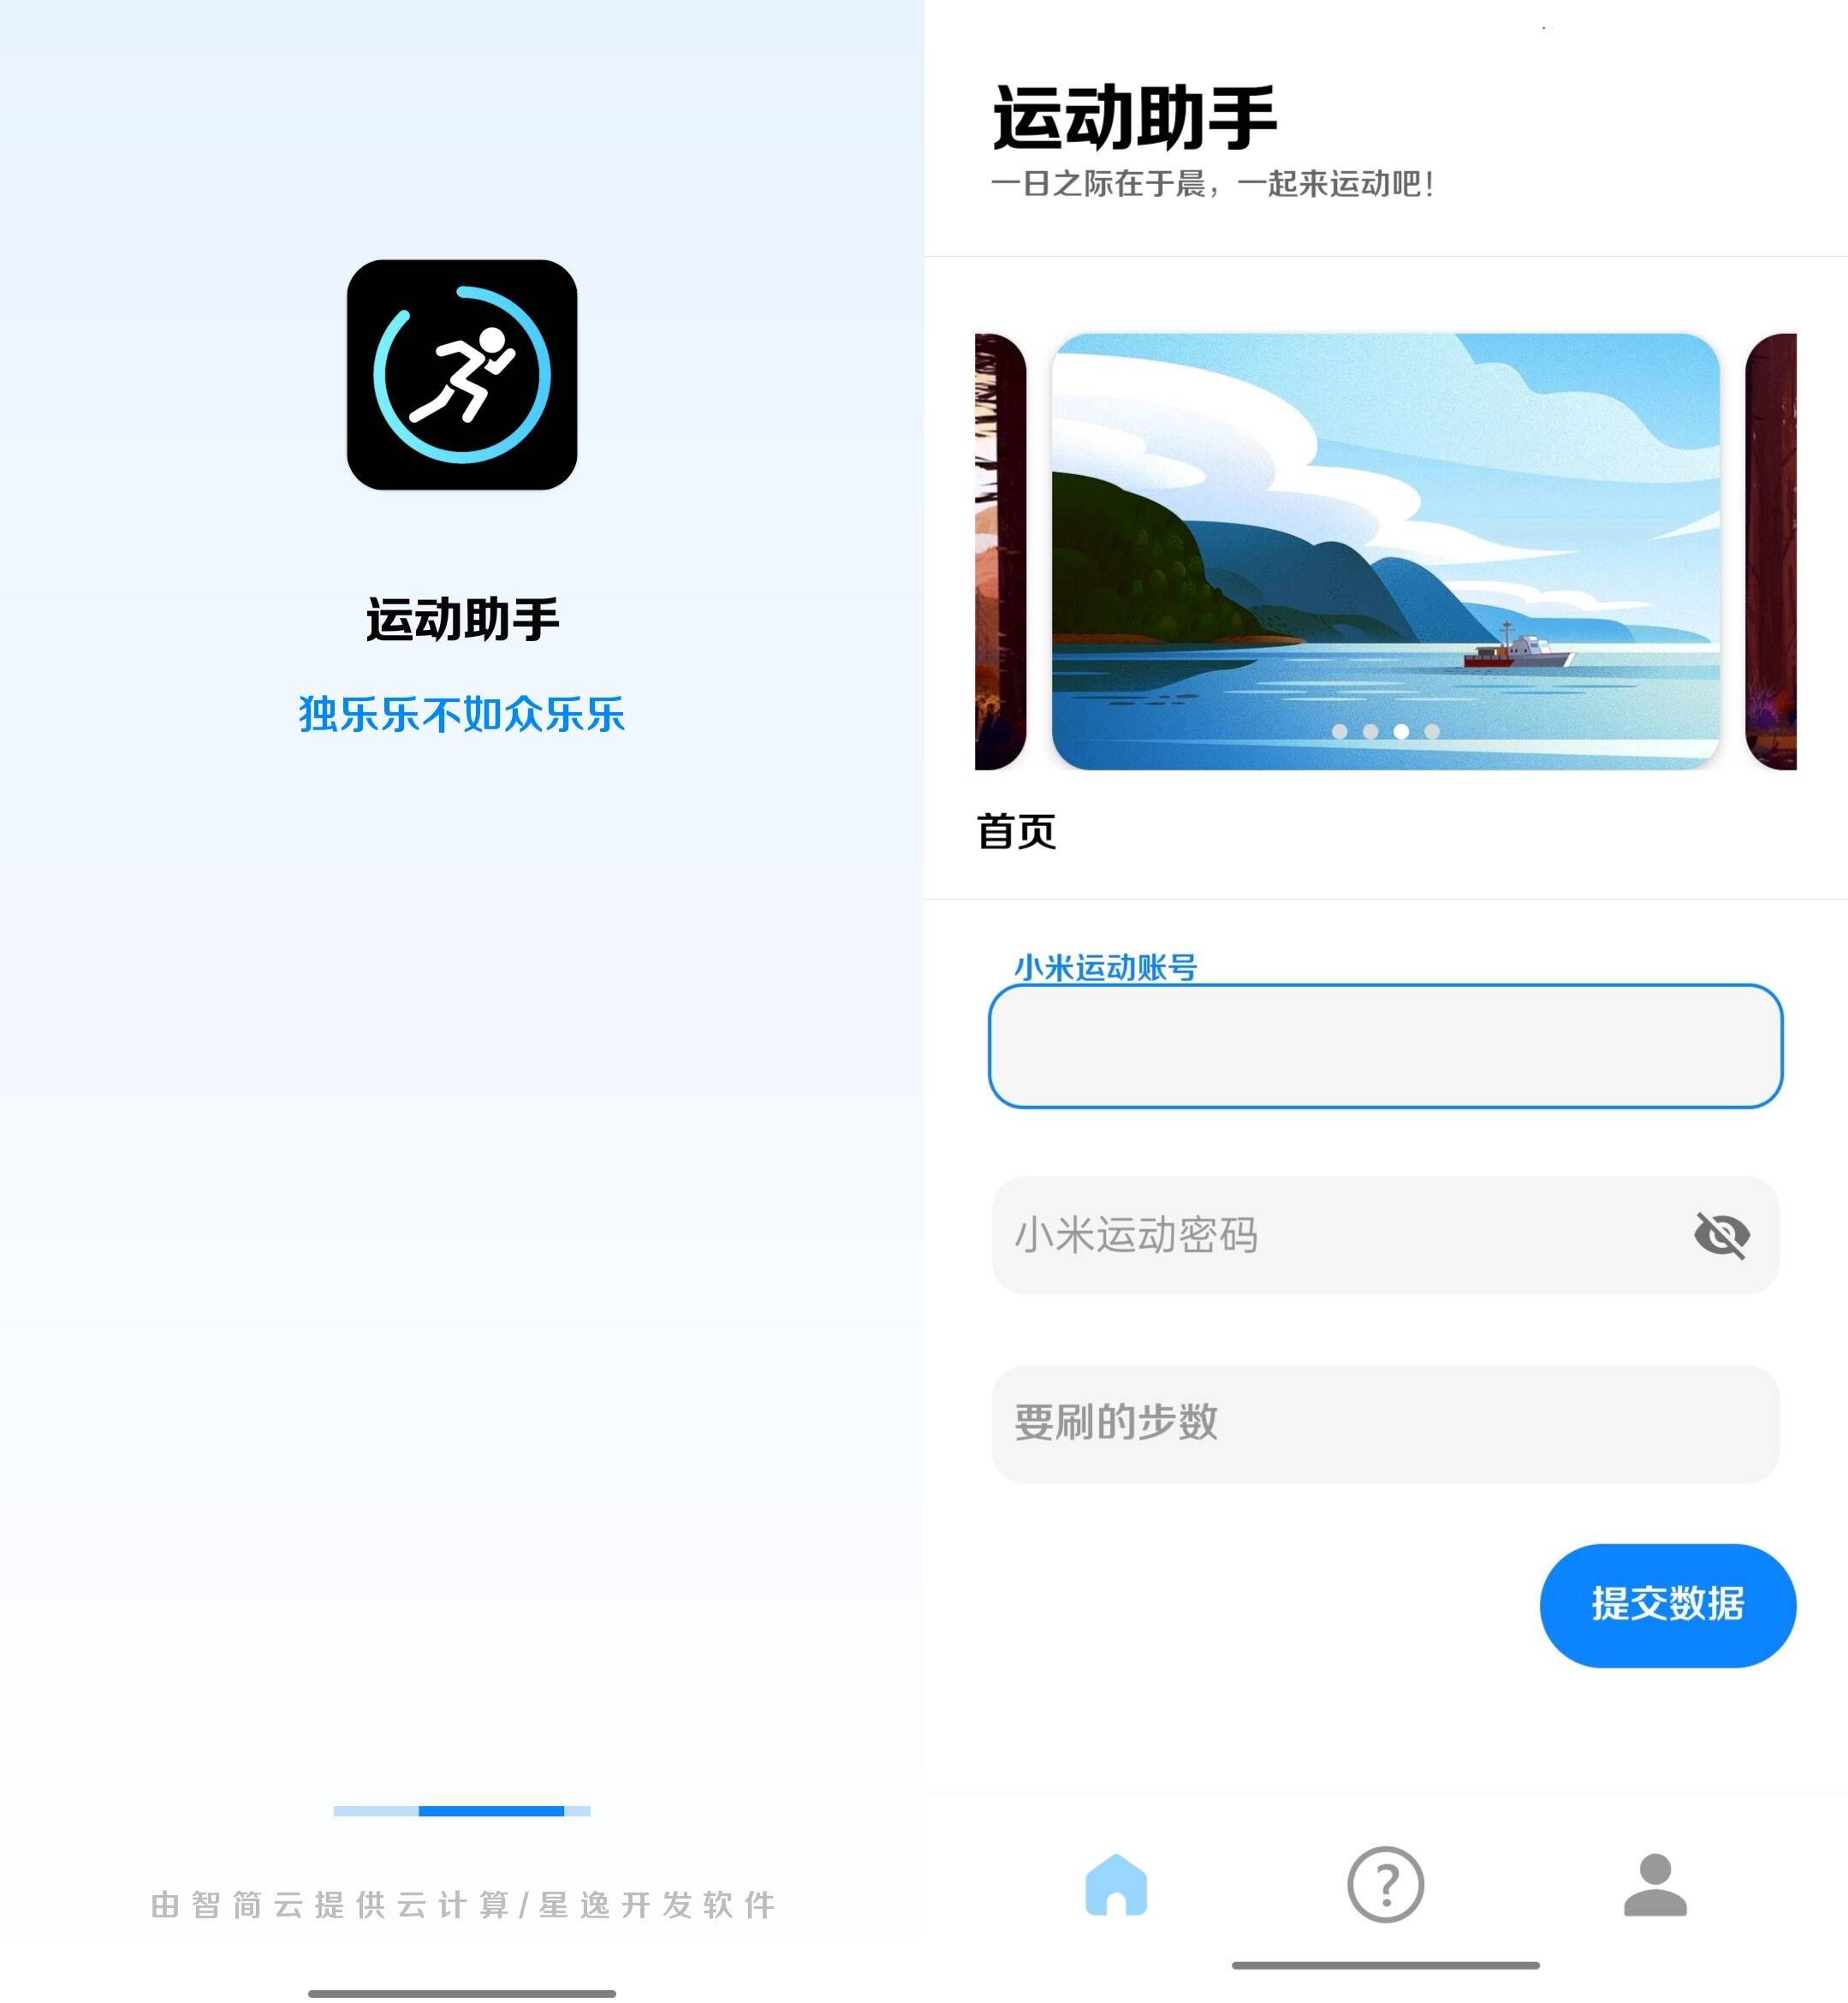 运动助手
独乐乐不如众乐乐
由智简云提供云计算/星逸开发软件
运动助手
一日之际在于晨，一起来运动吧！
首页
小米运动账号
小米运动密码
要刷的步数
提交数据